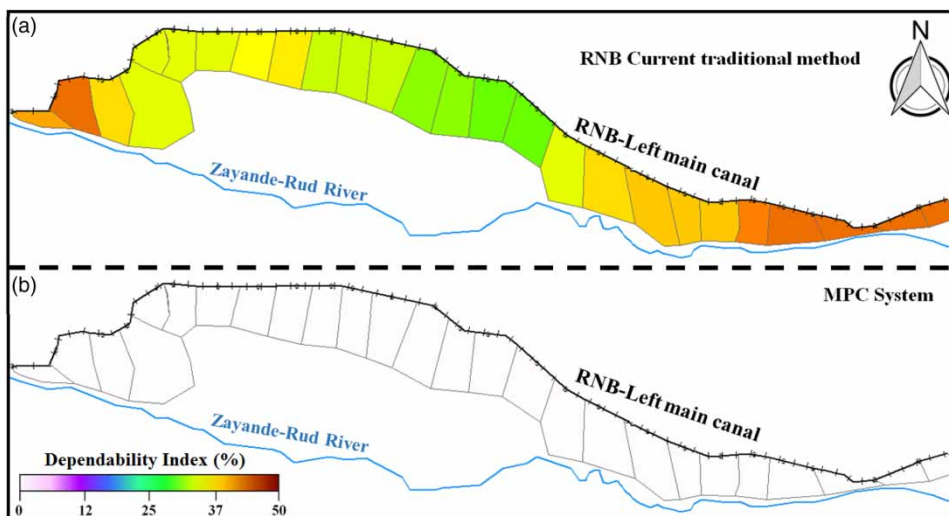 (a)
N
RNB Current traditional method
RNB-Left main canal
Zayande-Rud River
(b)
MPC System
RNB-Left main canal
Zayande-Rud River
Dependability Index (%)
0 12 25 37 50